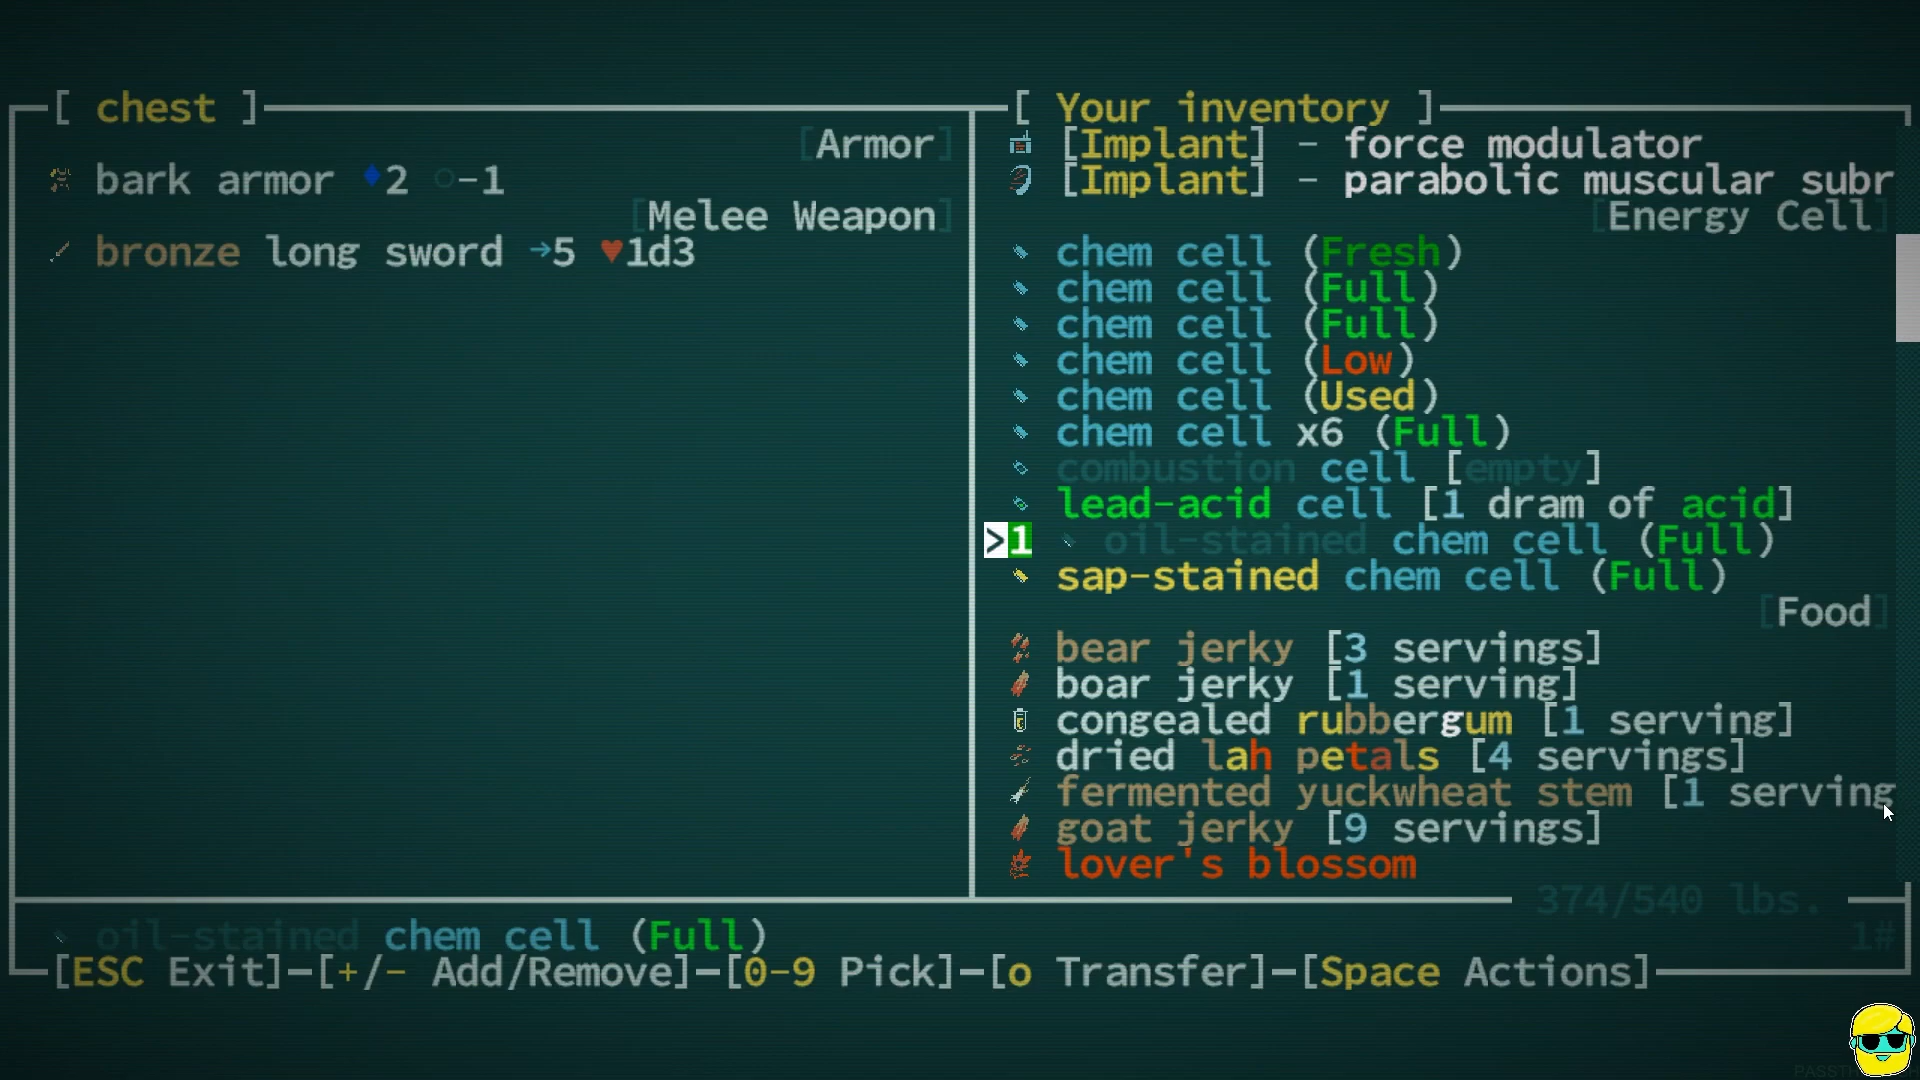 [ chest ]
[Armor]
bark armor ♦2 ○-1
[Melee Weapon]
bronze long sword →5 ♥1d3
[ Your inventory ]
[Implant] - force modulator
[Implant] - parabolic muscular subr
[Energy Cell]
chem cell (Fresh)
chem cell (Full)
chem cell (Full)
chem cell (Low)
chem cell (Used)
chem cell x6 (Full)
combustion cell [empty]
lead-acid cell [1 dram of acid]
>1 oil-stained chem cell (Full)
sap-stained chem cell (Full)
[Food]
bear jerky [3 servings]
boar jerky [1 serving]
congealed rubbergum [1 serving]
dried lah petals [4 servings]
fermented yuckwheat stem [1 serving
goat jerky [9 servings]
lover's blossom
374/540 lbs.
oil-stained chem cell (Full)
1#
[ESC Exit]-[+/- Add/Remove]-[0-9 Pick]-[o Transfer]-[Space Actions]